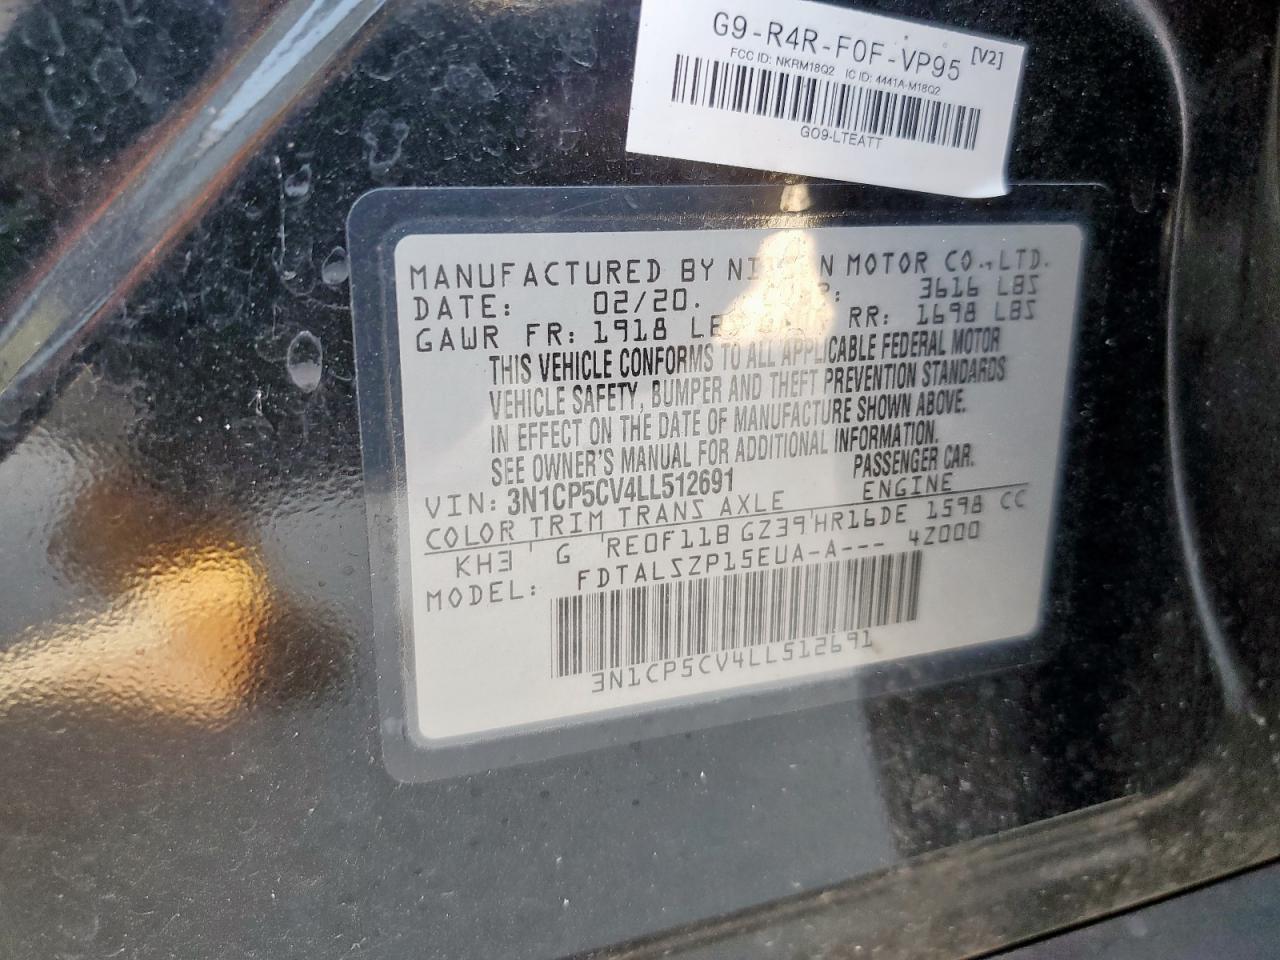 G9-R4R-F0F-VP95 [V2]
FCC ID: NKRM18Q2 IC ID: 4441A-M18Q2
GO9-LTEATT
MANUFACTURED BY MOTOR CO., LTD.
DATE: 02/20. 3616 LBS
GAWR FR: 1918 RR: 1698 LBS
THIS VEHICLE CONFORMS TO ALL APPLICABLE FEDERAL MOTOR
VEHICLE SAFETY, BUMPER AND THEFT PREVENTION STANDARDS
IN EFFECT ON THE DATE OF MANUFACTURE SHOWN ABOVE.
SEE OWNER'S MANUAL FOR ADDITIONAL INFORMATION.
VIN: 3N1CP5CV4LL512691 PASSENGER CAR.
COLOR TRIM TRANS AXLE ENGINE
KH3 G RE0F11B GZ39 HR16DE 1598 CC
MODEL: FDTALSZP15EUA-A--- 4Z000
3N1CP5CV4LL512691